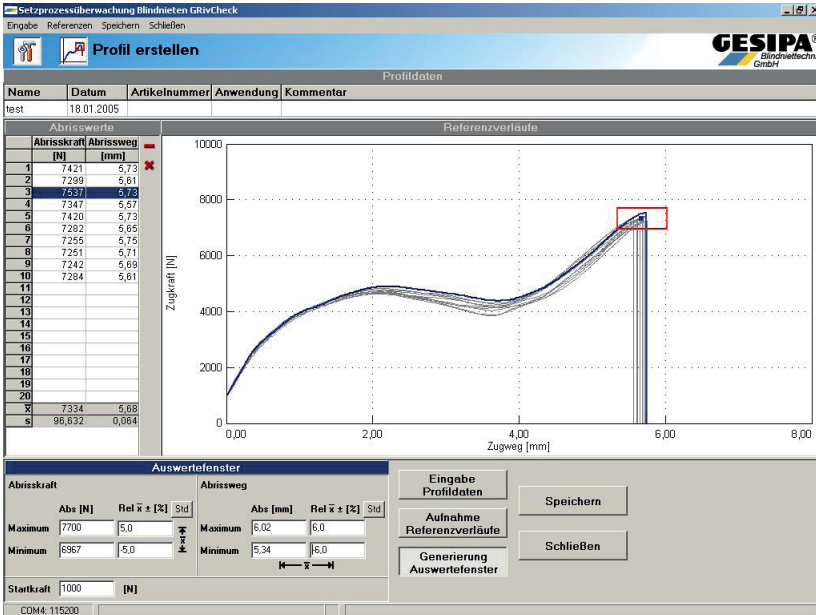 Setzprozessüberwachung Blindnieten GRivCheck
Eingabe Referenzen Speichern Schließen
Profil erstellen
GESIPA®
Blindniettechnik
GmbH
Profildaten
Name Datum Artikelnummer Anwendung Kommentar
test 18.01.2005
Abrisswerte
Abrisskraft Abrissweg
[N] [mm]
1 7421 5,73
2 7299 5,61
3 7537 5,73
4 7347 5,57
5 7420 5,73
6 7282 5,65
7 7255 5,75
8 7251 5,71
9 7242 5,69
10 7284 5,61
11
12
13
14
15
16
17
18
19
20
x̅ 7334 5,68
s 96,632 0,064
Referenzverläufe
10000
8000
6000
4000
2000
0
Zugkraft [N]
0,00 2,00 4,00 6,00 8,00
Zugweg [mm]
Auswertefenster
Abrisskraft
Abs [N] Rel x̅ ± [%] Std
Maximum 7700 5,0
Minimum 6967 -5,0
x̅
Abrissweg
Abs [mm] Rel x̅ ± [%] Std
Maximum 6,02 6,0
Minimum 5,34 -6,0
x̅
Startkraft 1000 [N]
Eingabe
Profildaten
Aufnahme
Referenzverläufe
Generierung
Auswertefenster
Speichern
Schließen
COM4: 115200